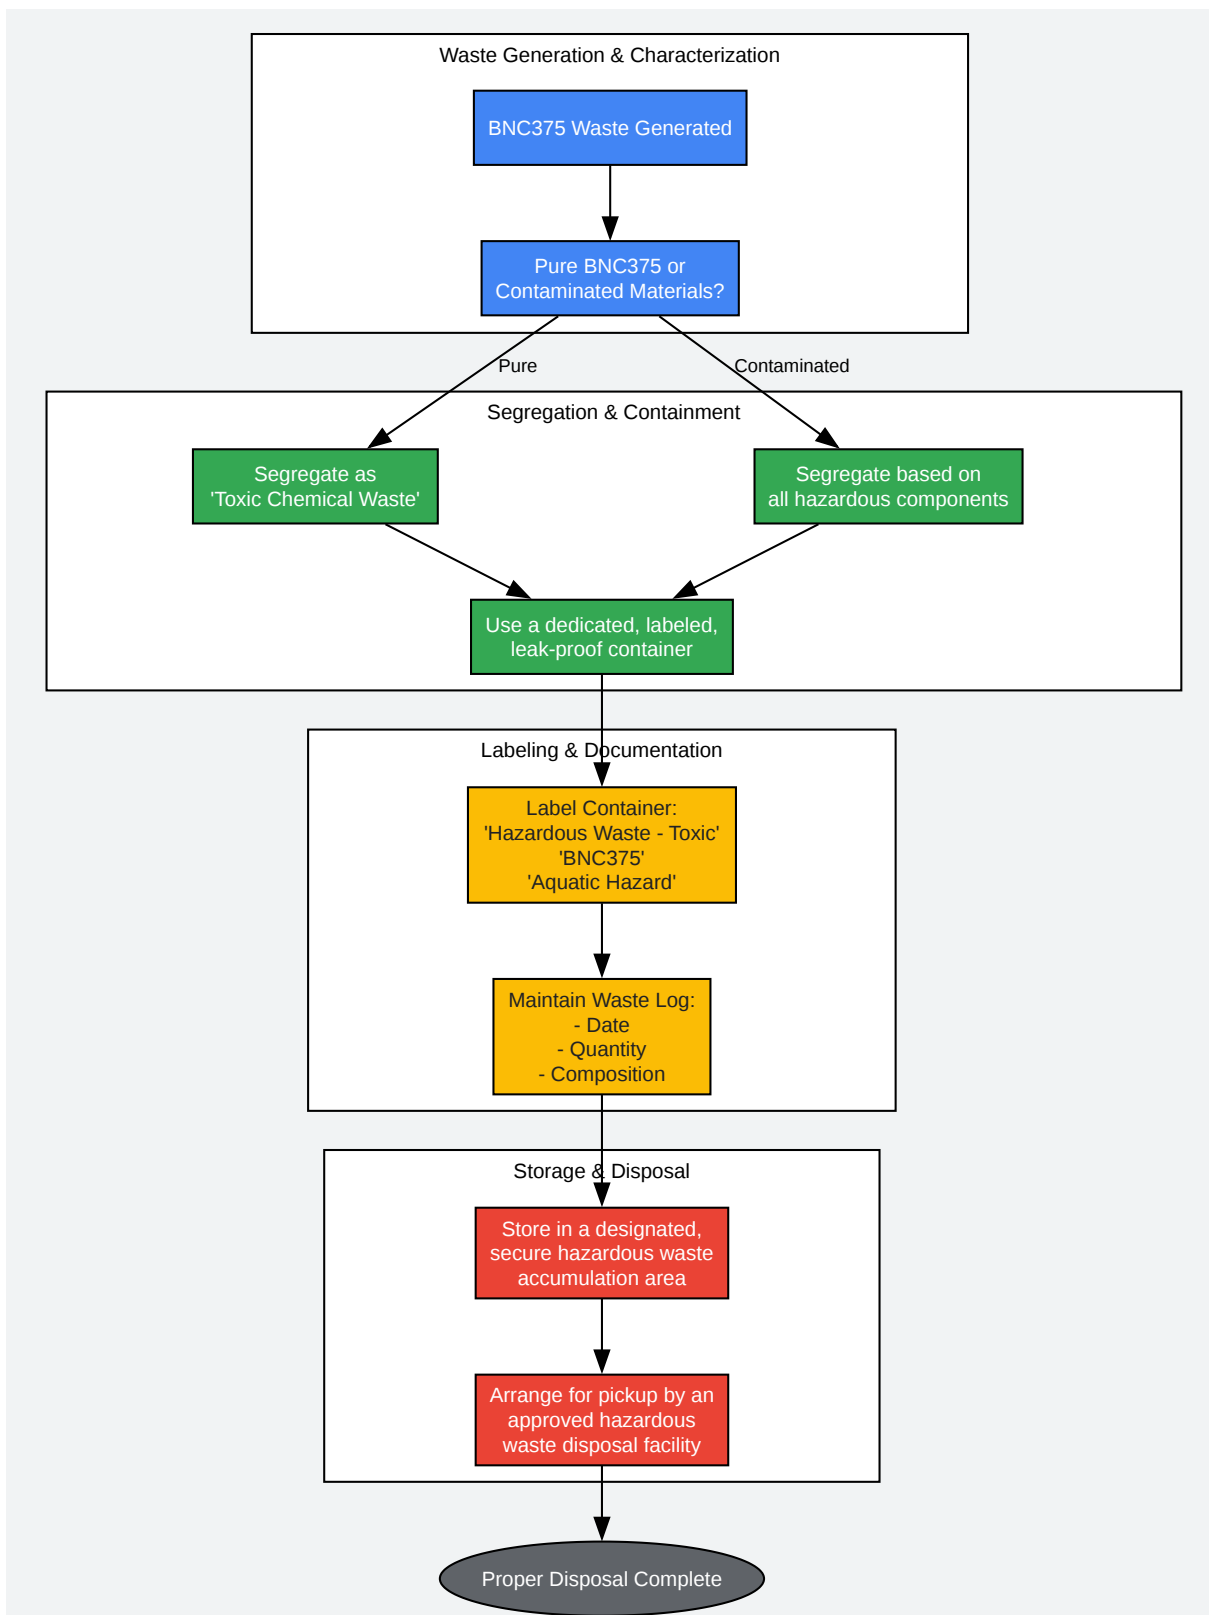 Waste Generation & Characterization
BNC375 Waste Generated
Pure BNC375 or
Contaminated Materials?
Pure
Contaminated
Segregation & Containment
Segregate as
'Toxic Chemical Waste'
Segregate based on
all hazardous components
Use a dedicated, labeled,
leak-proof container
Labeling & Documentation
Label Container:
'Hazardous Waste - Toxic'
'BNC375'
'Aquatic Hazard'
Maintain Waste Log:
- Date
- Quantity
- Composition
Storage & Disposal
Store in a designated,
secure hazardous waste
accumulation area
Arrange for pickup by an
approved hazardous
waste disposal facility
Proper Disposal Complete